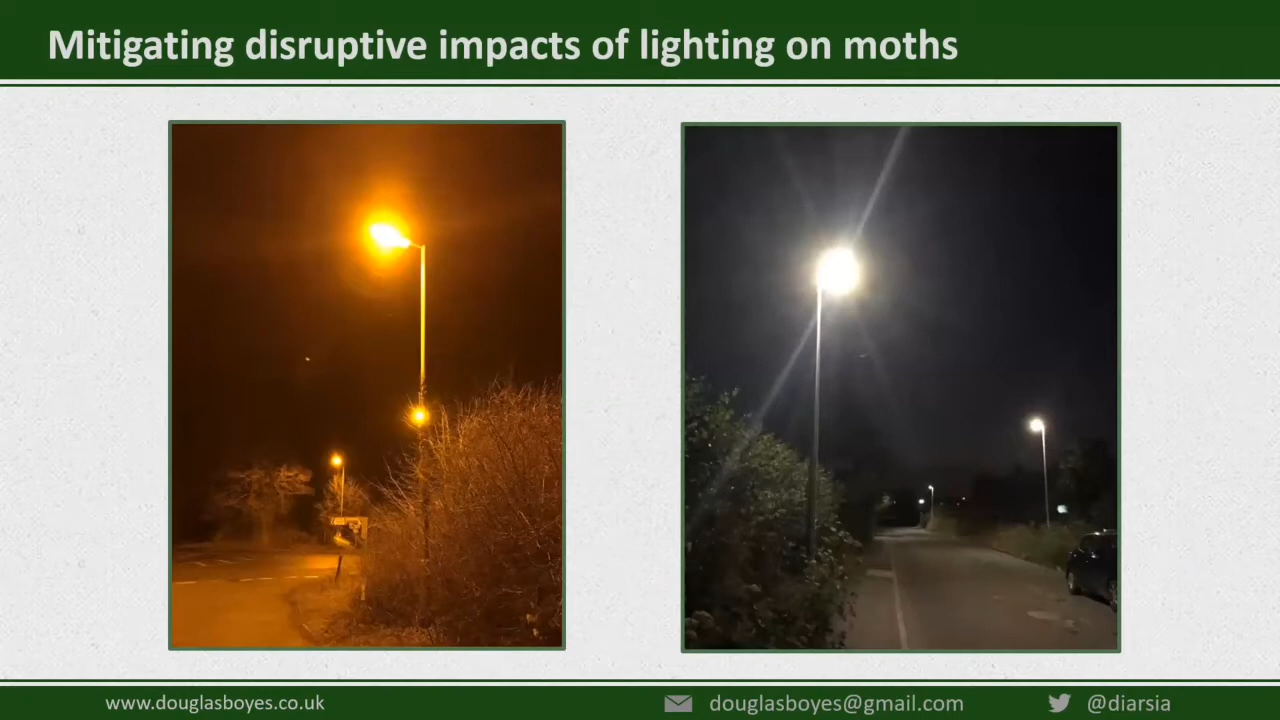 Mitigating disruptive impacts of lighting on moths
www.douglasboyes.co.uk
douglasboyes@gmail.com
@diarsia